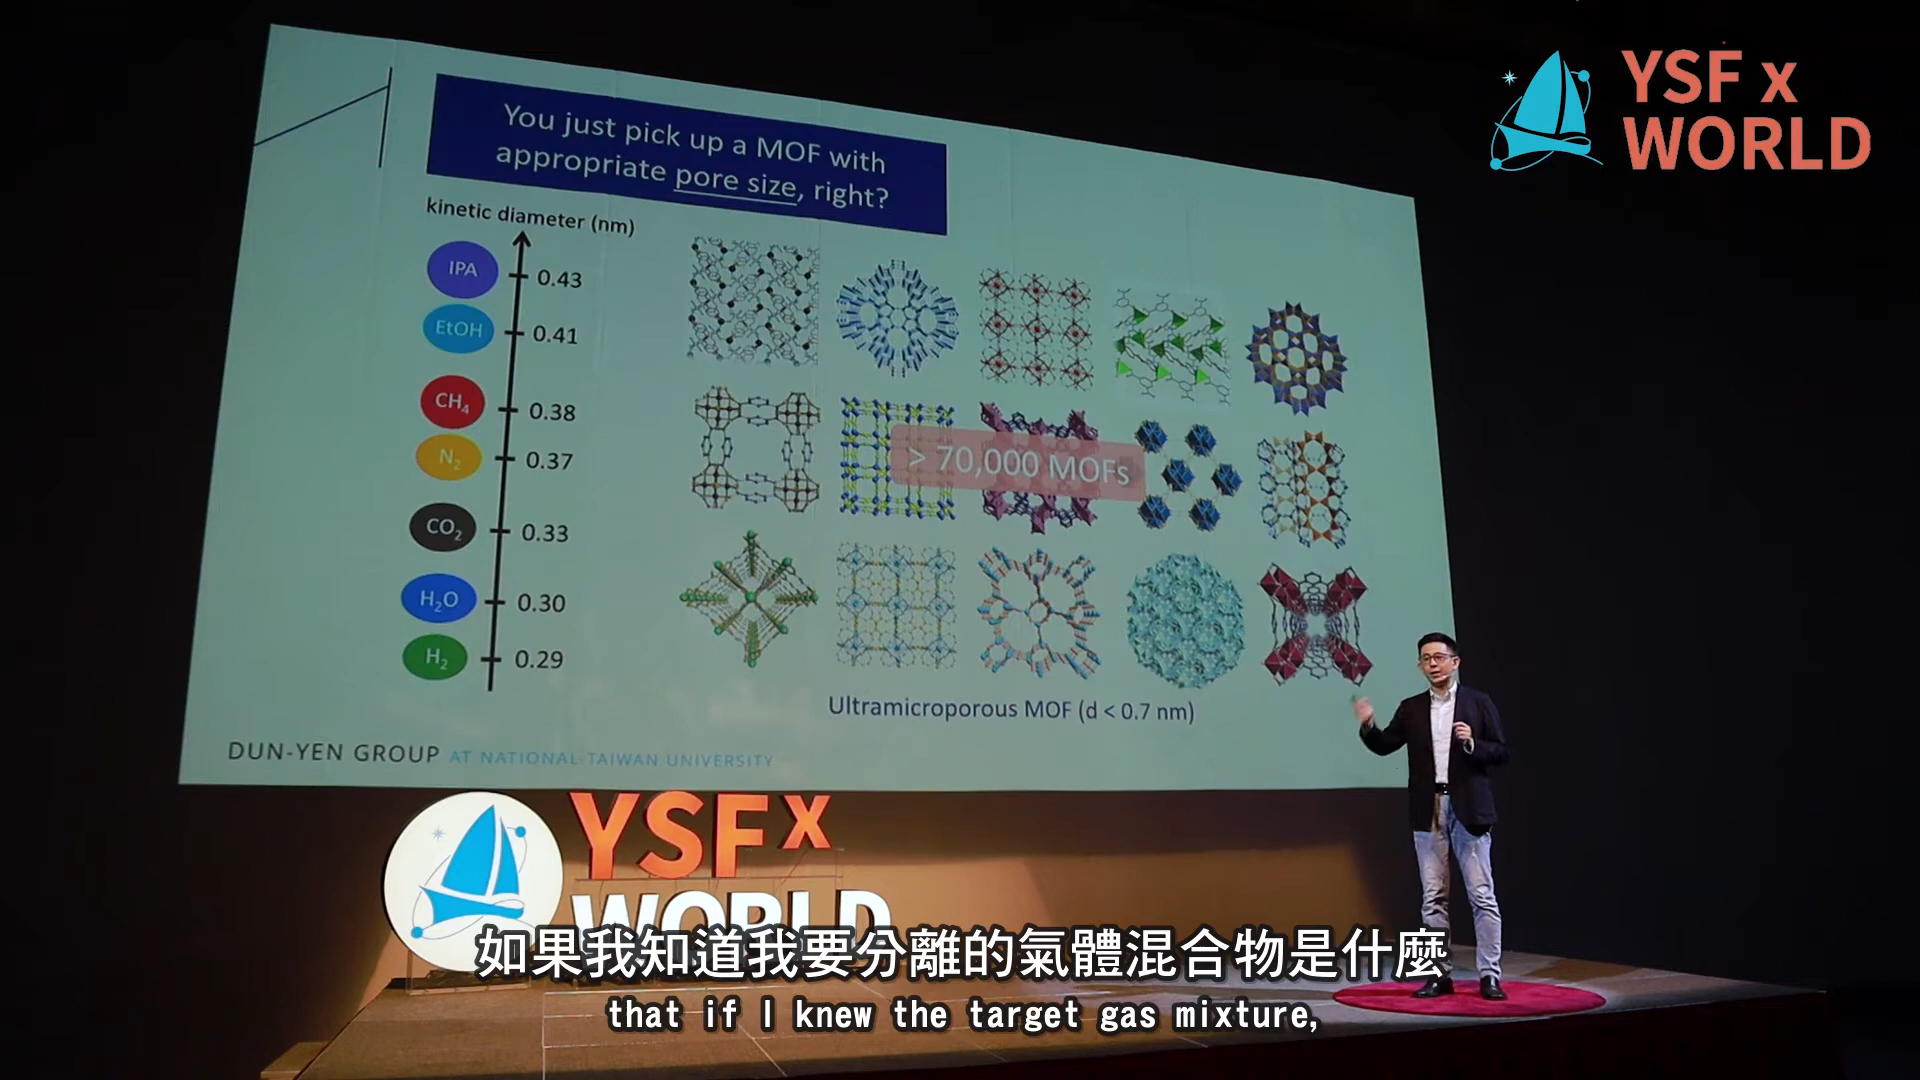 YSF x
WORLD
You just pick up a MOF with
appropriate pore size, right?
kinetic diameter (nm)
IPA
0.43
EtOH
0.41
CH₄
0.38
N₂
0.37
CO₂
0.33
H₂O
0.30
H₂
0.29
> 70,000 MOFs
Ultramicroporous MOF (d < 0.7 nm)
DUN-YEN GROUP AT NATIONAL TAIWAN UNIVERSITY
YSF x
WORLD
如果我知道我要分離的氣體混合物是什麼
that if I knew the target gas mixture,